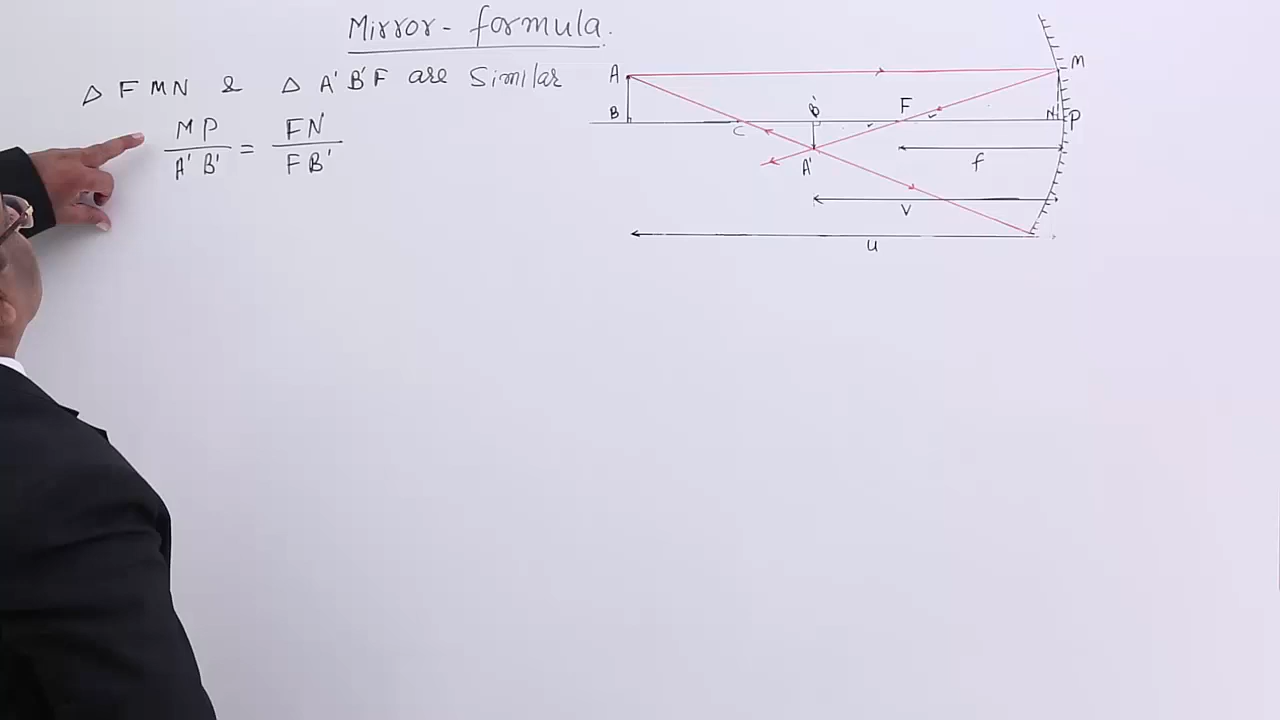 Mirror - formula.
△ FMN & △ A'B'F are Similar
MP / A'B' = FN / FB'
A
M
B
C
B'
F
N
P
A'
f
v
u